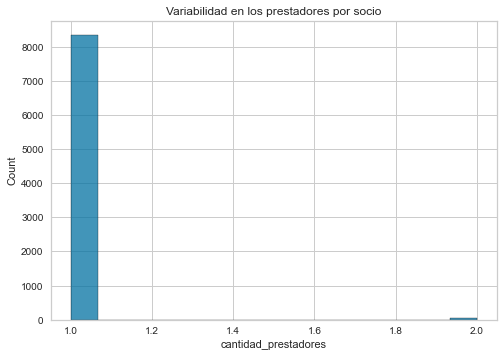 Variabilidad en los prestadores por socio
Count
8000
7000
6000
5000
4000
3000
2000
1000
0
1.0 1.2 1.4 1.6 1.8 2.0
cantidad_prestadores